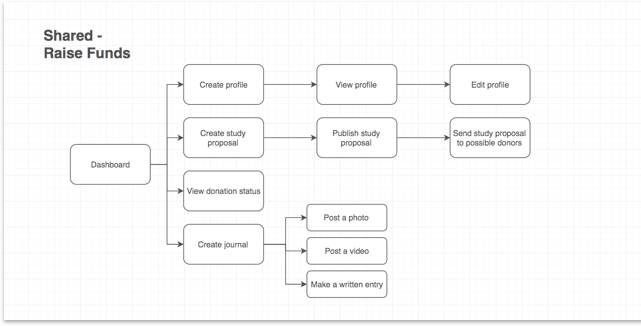 Shared -
Raise Funds
Create profile
View profile
Edit profile
Create study
proposal
Publish study
proposal
Send study proposal
to possible donors
Dashboard
View donation status
Create journal
Post a photo
Post a video
Make a written entry